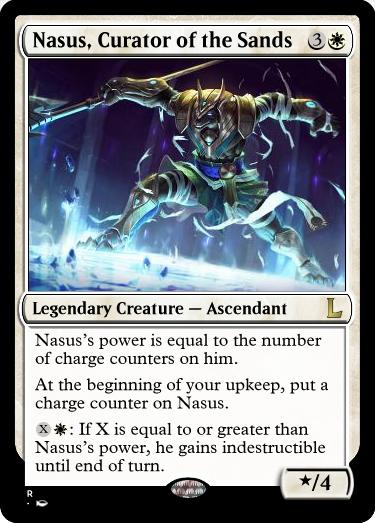 Nasus, Curator of the Sands 3
Legendary Creature — Ascendant L
Nasus's power is equal to the number
of charge counters on him.
At the beginning of your upkeep, put a
charge counter on Nasus.
X : If X is equal to or greater than
Nasus's power, he gains indestructible
until end of turn.
*/4
R